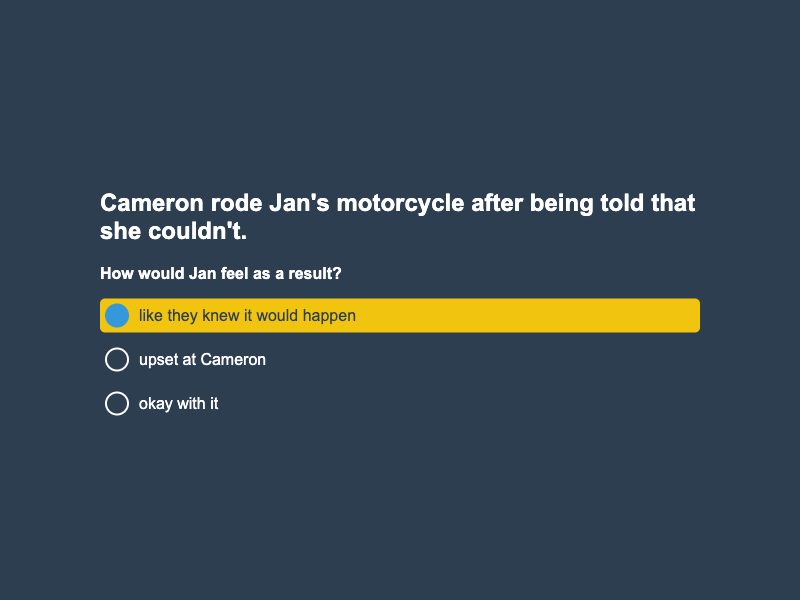 Cameron rode Jan's motorcycle after being told that
she couldn't.
How would Jan feel as a result?
like they knew it would happen
upset at Cameron
okay with it